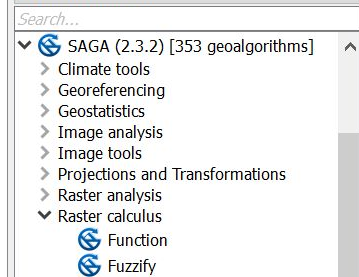 Search...
SAGA (2.3.2) [353 geoalgorithms]
Climate tools
Georeferencing
Geostatistics
Image analysis
Image tools
Projections and Transformations
Raster analysis
Raster calculus
Function
Fuzzify